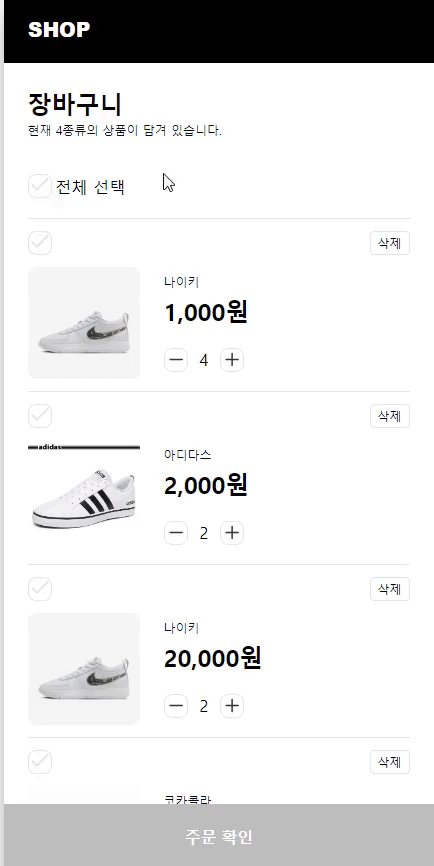 SHOP
장바구니
현재 4종류의 상품이 담겨 있습니다.
전체 선택
삭제
나이키
1,000원
4
삭제
adidas
아디다스
2,000원
2
삭제
나이키
20,000원
2
삭제
코카콜라
주문 확인